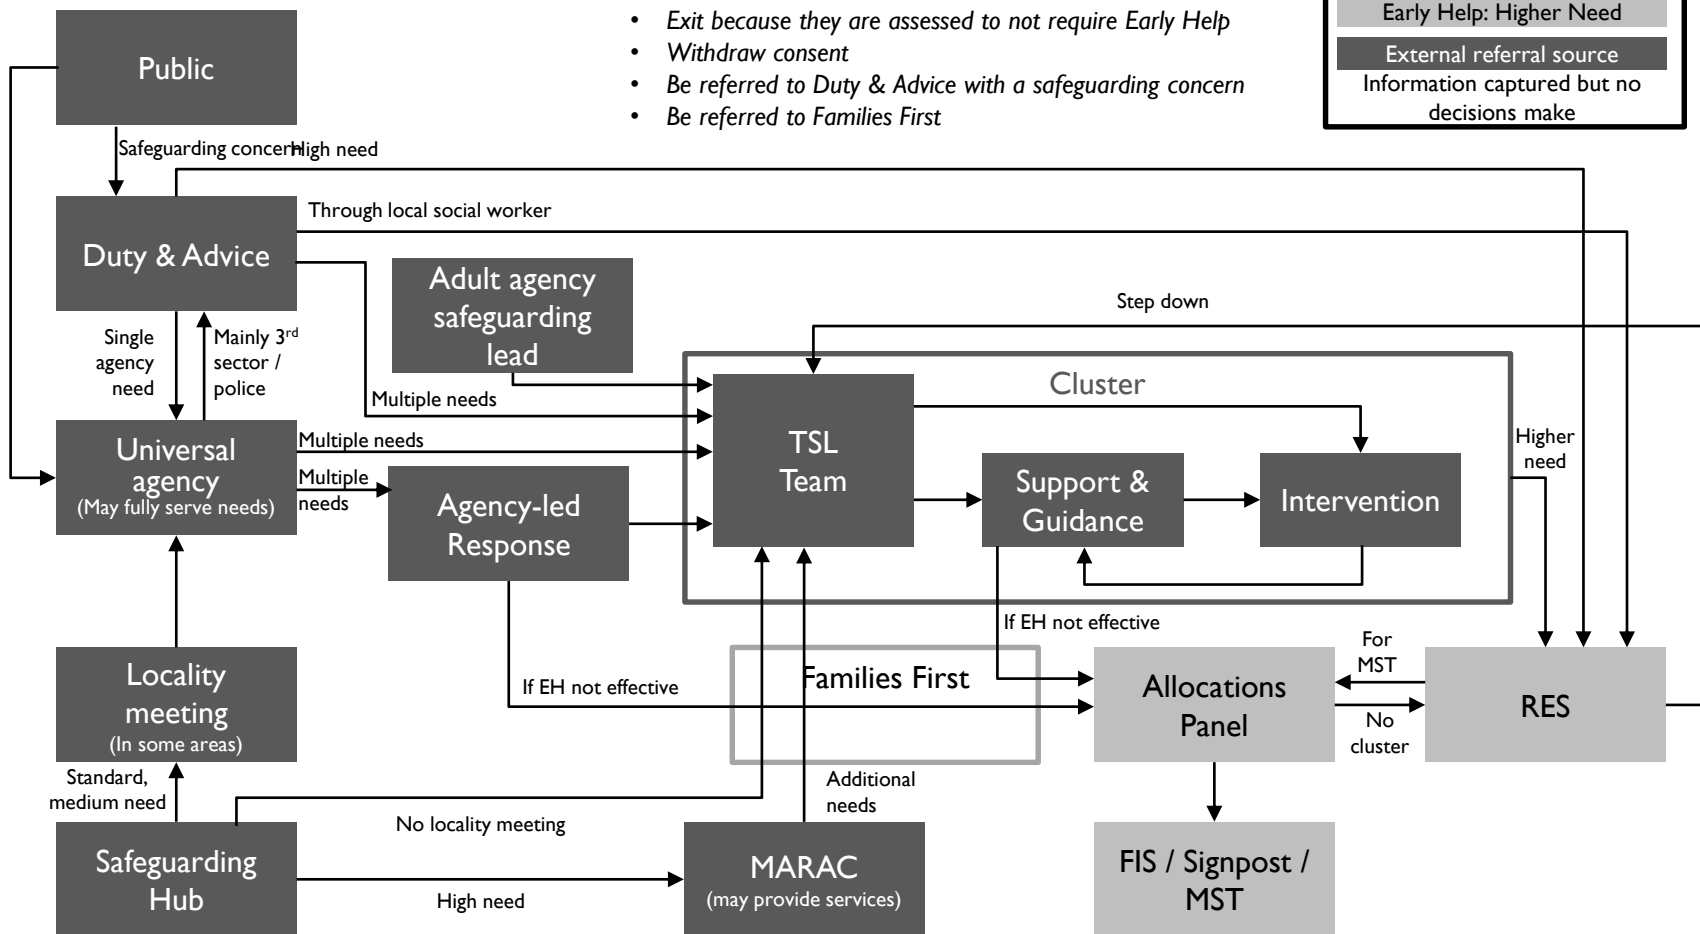 • Exit because they are assessed to not require Early Help
• Withdraw consent
• Be referred to Duty & Advice with a safeguarding concern
• Be referred to Families First
Early Help: Higher Need
External referral source
Information captured but no
decisions make
Public
Safeguarding concern
High need
Duty & Advice
Through local social worker
Adult agency
safeguarding
lead
Step down
Single
agency
need
Mainly 3rd
sector /
police
Multiple needs
Cluster
Universal
agency
(May fully serve needs)
Multiple needs
Multiple
needs
Agency-led
Response
TSL
Team
Support &
Guidance
Intervention
Higher
need
If EH not effective
Locality
meeting
(In some areas)
If EH not effective
Families First
Allocations
Panel
For
MST
No
cluster
RES
Standard,
medium need
No locality meeting
Additional
needs
Safeguarding
Hub
High need
MARAC
(may provide services)
FIS / Signpost /
MST